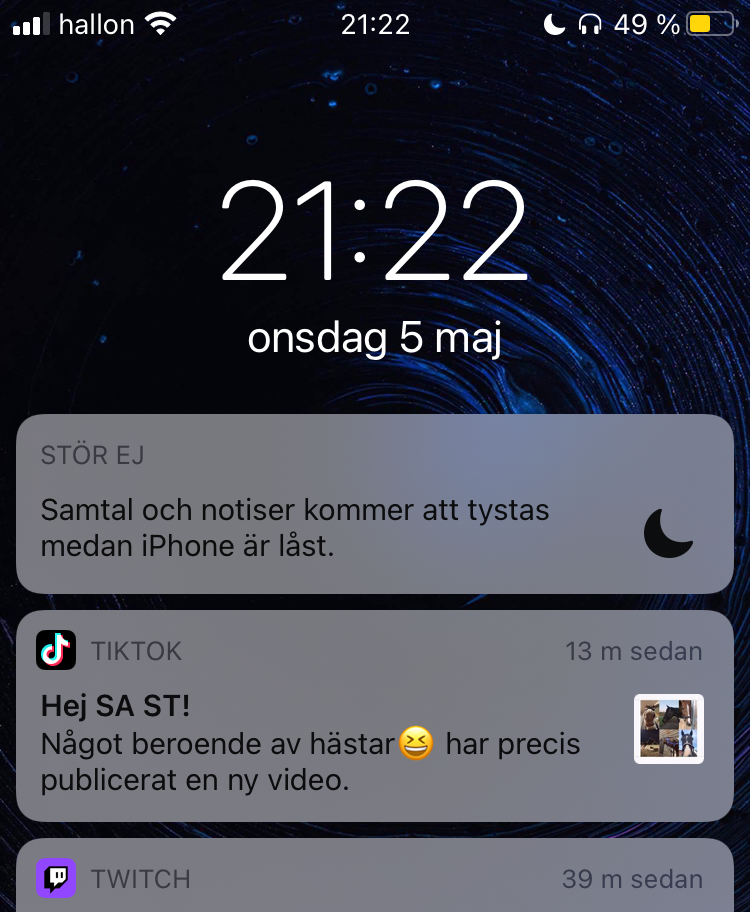 hallon 21:22 49 %
21:22
onsdag 5 maj
STÖR EJ
Samtal och notiser kommer att tystas
medan iPhone är låst.
TIKTOK 13 m sedan
Hej SA ST!
Något beroende av hästar😆 har precis
publicerat en ny video.
TWITCH 39 m sedan